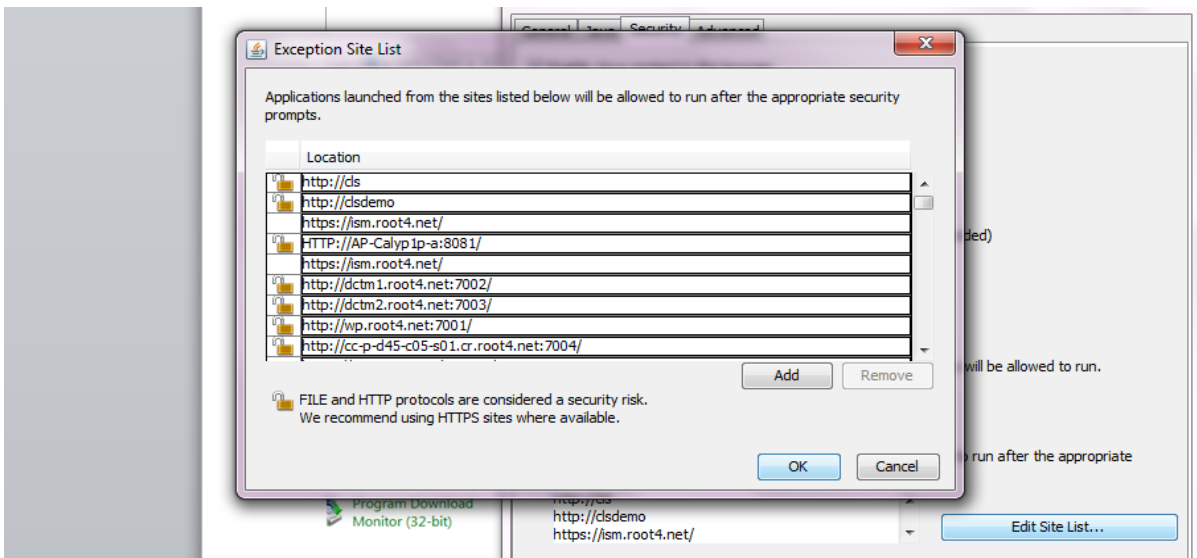 General Java Security Advanced
Exception Site List
Applications launched from the sites listed below will be allowed to run after the appropriate security
prompts.
Location
http://cls
http://clsdemo
https://ism.root4.net/
HTTP://AP-Calyp1p-a:8081/
https://ism.root4.net/
http://dctm1.root4.net:7002/
http://dctm2.root4.net:7003/
http://wp.root4.net:7001/
http://cc-p-d45-c05-s01.cr.root4.net:7004/
Add Remove
FILE and HTTP protocols are considered a security risk.
We recommend using HTTPS sites where available.
OK Cancel
ded)
will be allowed to run.
run after the appropriate
Program Download
Monitor (32-bit)
http://cls
http://clsdemo
https://ism.root4.net/
Edit Site List...